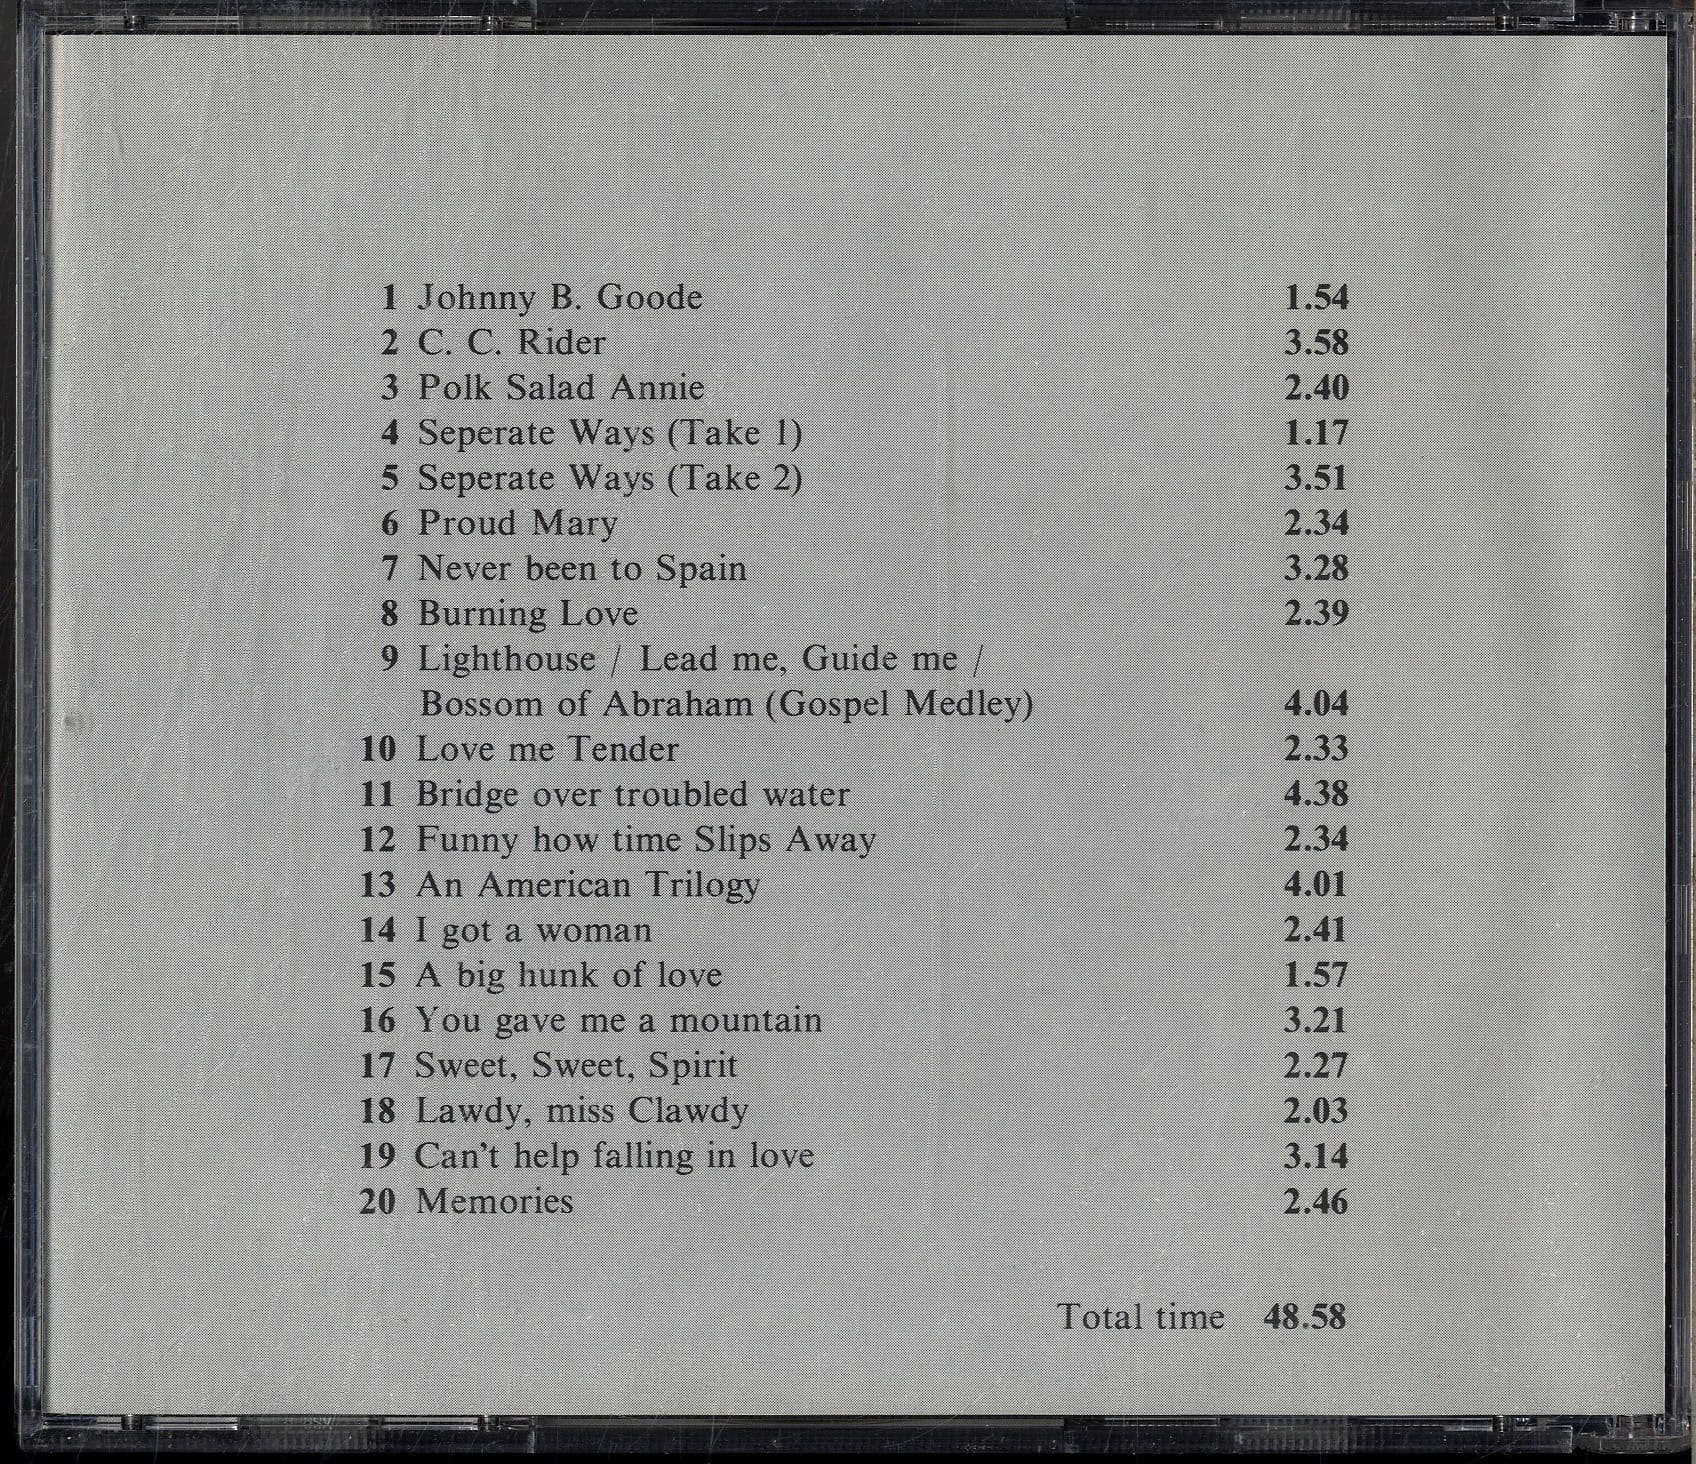 1 Johnny B. Goode 1.54
2 C. C. Rider 3.58
3 Polk Salad Annie 2.40
4 Seperate Ways (Take 1) 1.17
5 Seperate Ways (Take 2) 3.51
6 Proud Mary 2.34
7 Never been to Spain 3.28
8 Burning Love 2.39
9 Lighthouse / Lead me, Guide me /
Bossom of Abraham (Gospel Medley) 4.04
10 Love me Tender 2.33
11 Bridge over troubled water 4.38
12 Funny how time Slips Away 2.34
13 An American Trilogy 4.01
14 I got a woman 2.41
15 A big hunk of love 1.57
16 You gave me a mountain 3.21
17 Sweet, Sweet, Spirit 2.27
18 Lawdy, miss Clawdy 2.03
19 Can't help falling in love 3.14
20 Memories 2.46
Total time 48.58